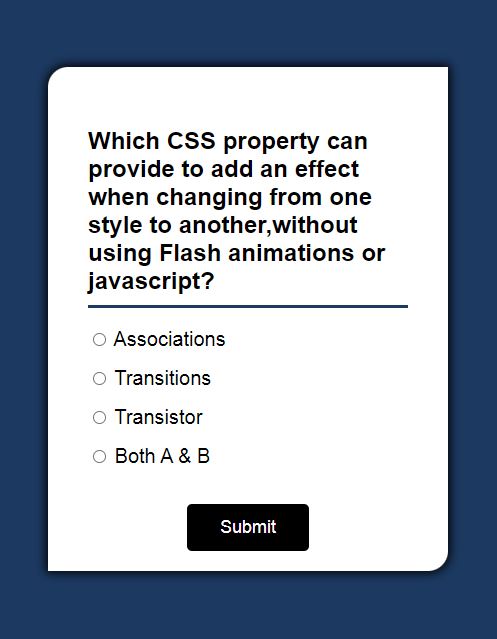 Which CSS property can
provide to add an effect
when changing from one
style to another,without
using Flash animations or
javascript?
Associations
Transitions
Transistor
Both A & B
Submit